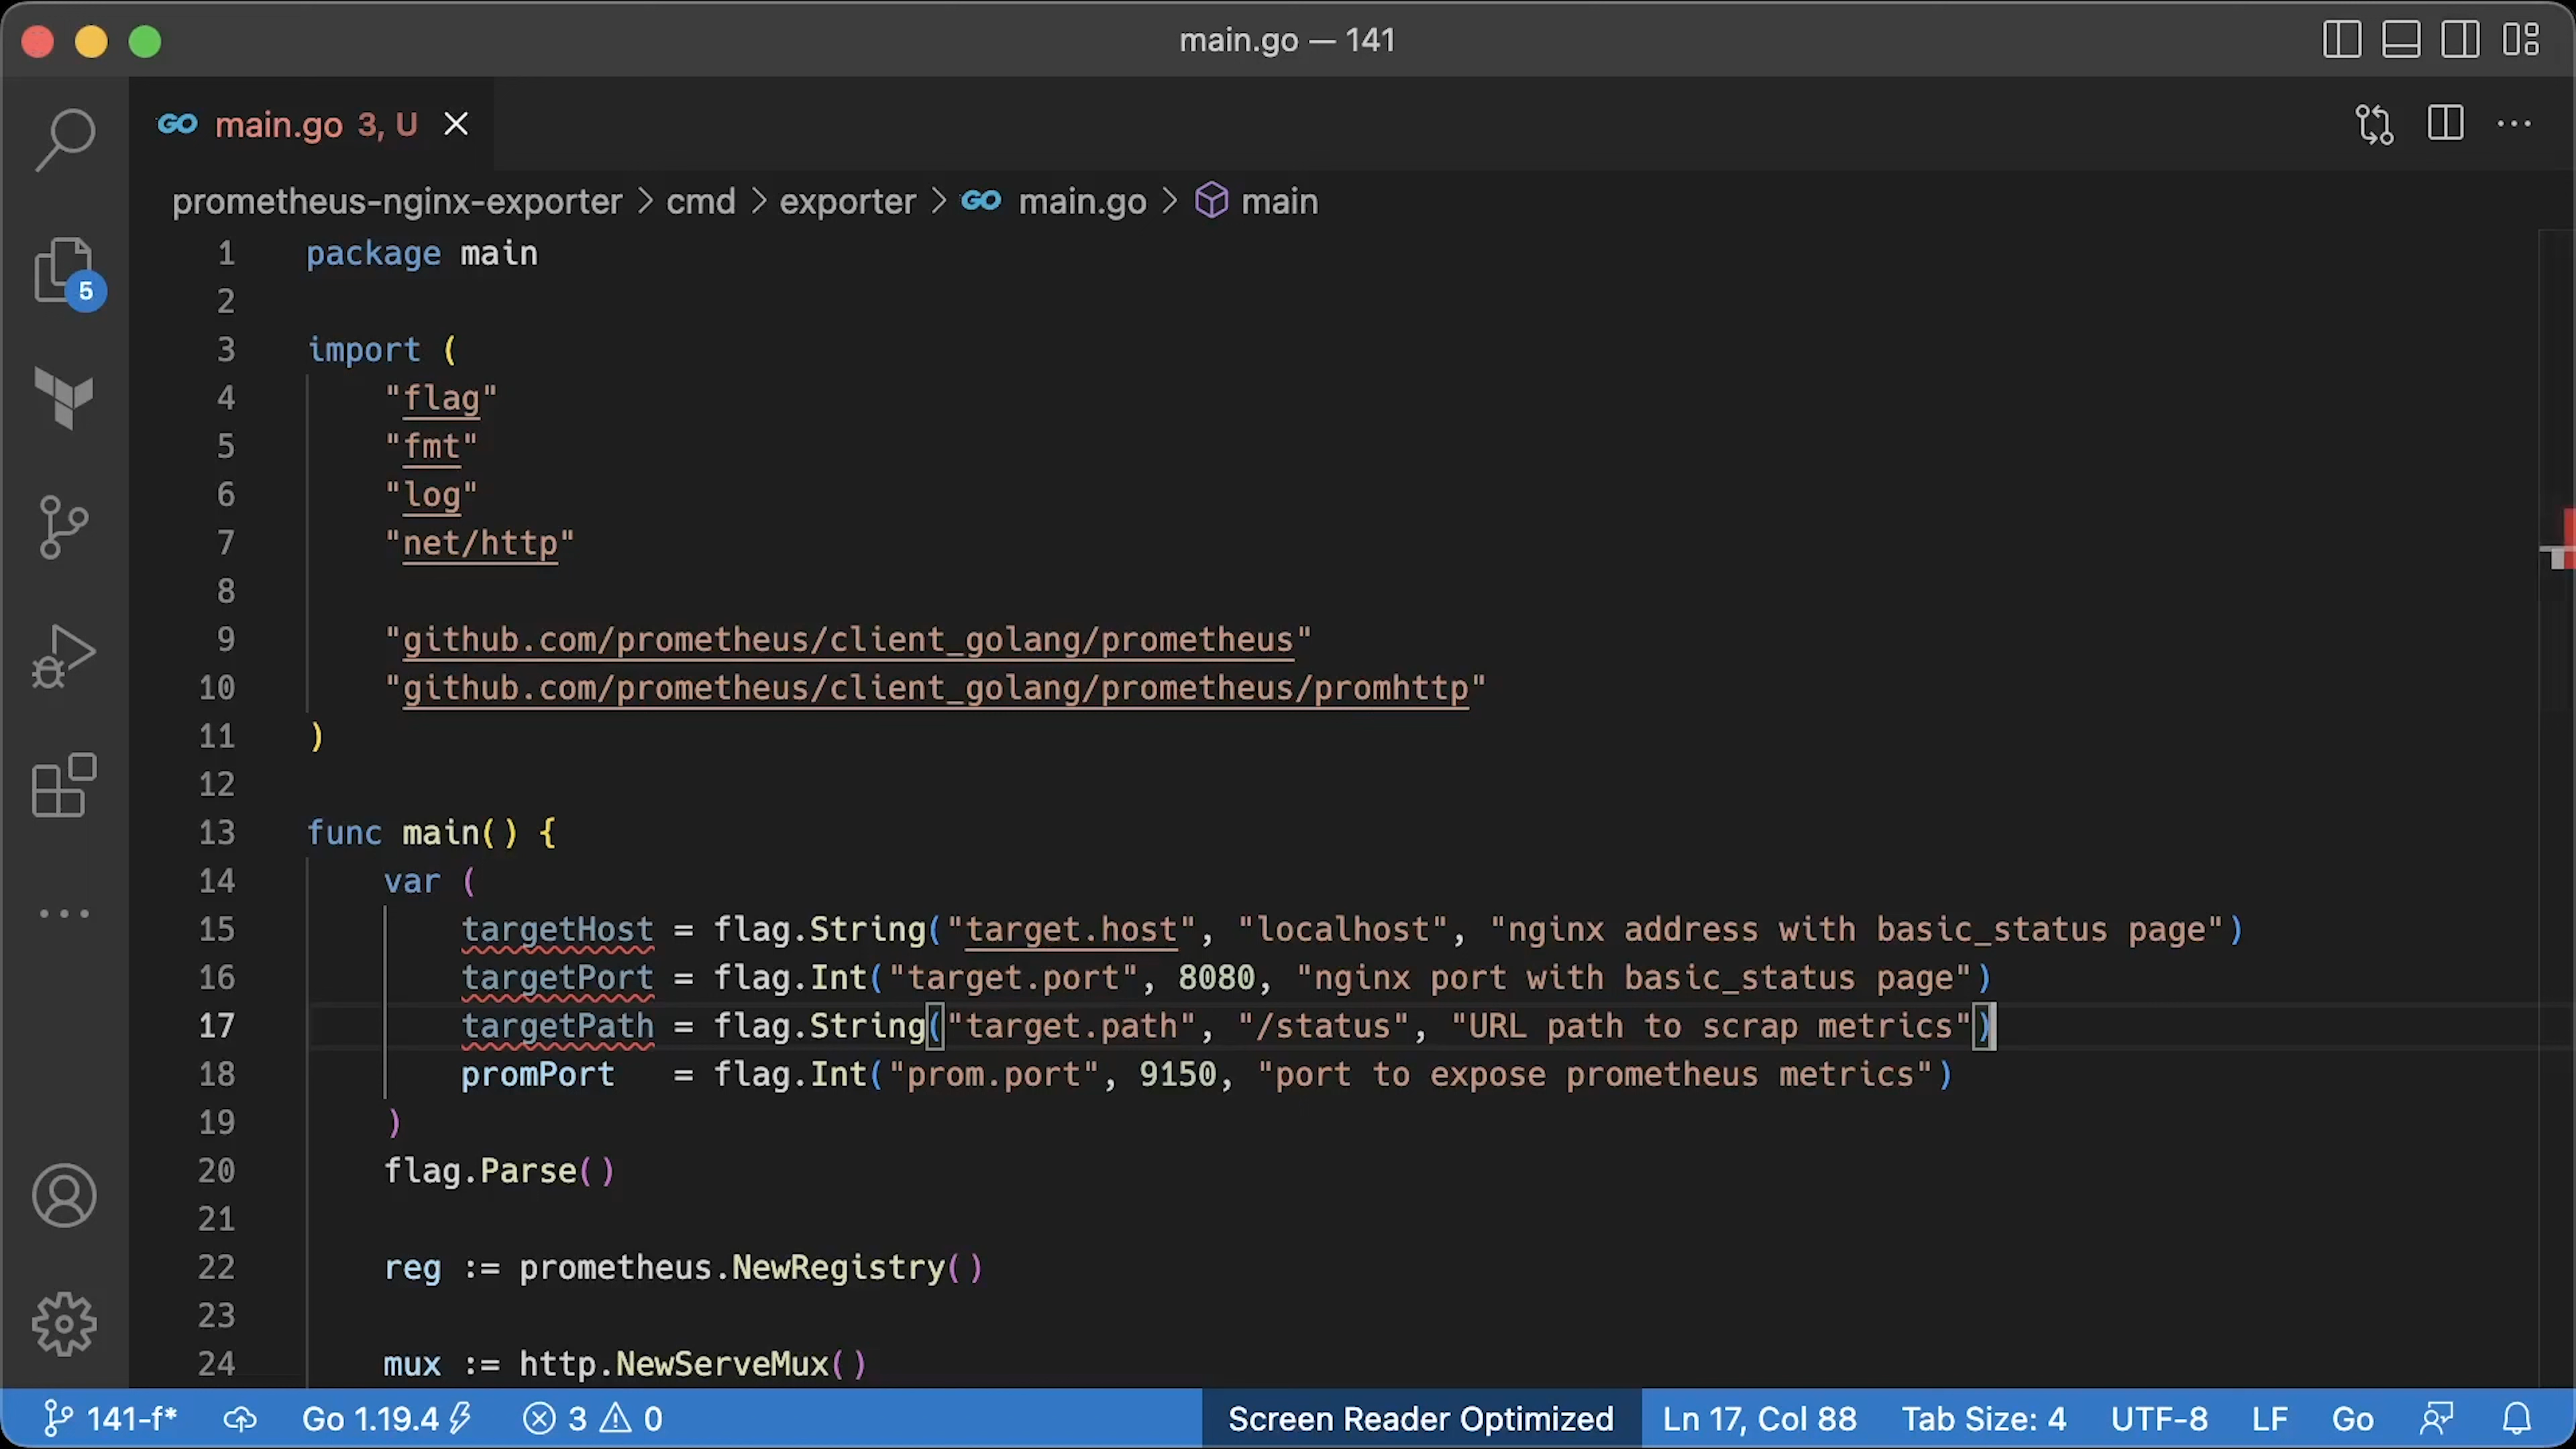 main.go — 141
GO main.go 3, U
prometheus-nginx-exporter > cmd > exporter > GO main.go > main
5
1 package main
2
3 import (
4 "flag"
5 "fmt"
6 "log"
7 "net/http"
8
9 "github.com/prometheus/client_golang/prometheus"
10 "github.com/prometheus/client_golang/prometheus/promhttp"
11 )
12
13 func main() {
14 var (
15 targetHost = flag.String("target.host", "localhost", "nginx address with basic_status page")
16 targetPort = flag.Int("target.port", 8080, "nginx port with basic_status page")
17 targetPath = flag.String("target.path", "/status", "URL path to scrap metrics")
18 promPort = flag.Int("prom.port", 9150, "port to expose prometheus metrics")
19 )
20 flag.Parse()
21
22 reg := prometheus.NewRegistry()
23
24 mux := http.NewServeMux()
141-f* Go 1.19.4 3 0 Screen Reader Optimized Ln 17, Col 88 Tab Size: 4 UTF-8 LF Go